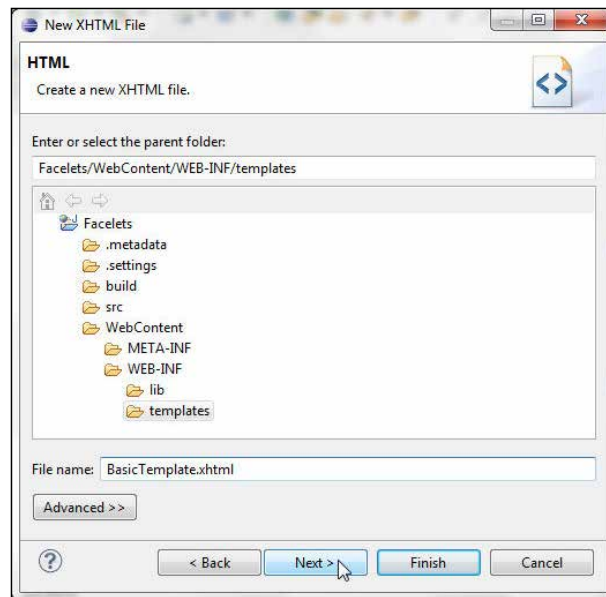 New XHTML File
HTML
Create a new XHTML file.
Enter or select the parent folder:
Facelets/WebContent/WEB-INF/templates
Facelets
.metadata
.settings
build
src
WebContent
META-INF
WEB-INF
lib
templates
File name: BasicTemplate.xhtml
Advanced >>
< Back Next > Finish Cancel